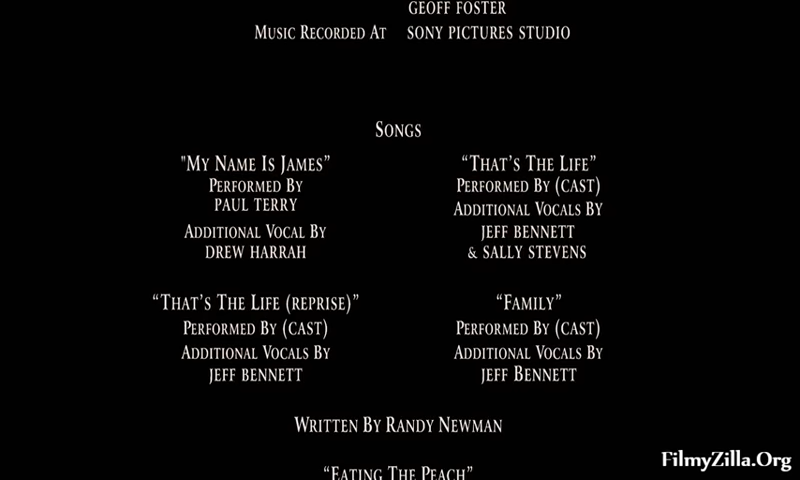 GEOFF FOSTER
MUSIC RECORDED AT SONY PICTURES STUDIO
SONGS
"MY NAME IS JAMES”
PERFORMED BY
PAUL TERRY
ADDITIONAL VOCAL BY
DREW HARRAH
“THAT’S THE LIFE”
PERFORMED BY (CAST)
ADDITIONAL VOCALS BY
JEFF BENNETT
& SALLY STEVENS
“THAT’S THE LIFE (REPRISE)”
PERFORMED BY (CAST)
ADDITIONAL VOCALS BY
JEFF BENNETT
“FAMILY”
PERFORMED BY (CAST)
ADDITIONAL VOCALS BY
JEFF BENNETT
WRITTEN BY RANDY NEWMAN
“EATING THE PEACH”
FilmyZilla.Org